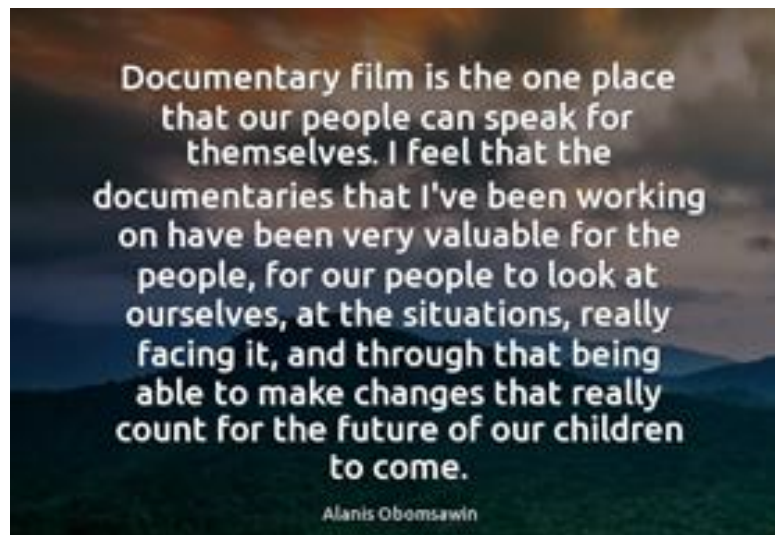 Documentary film is the one place
that our people can speak for
themselves. I feel that the
documentaries that I've been working
on have been very valuable for the
people, for our people to look at
ourselves, at the situations, really
facing it, and through that being
able to make changes that really
count for the future of our children
to come.
Alanis Obomsawin